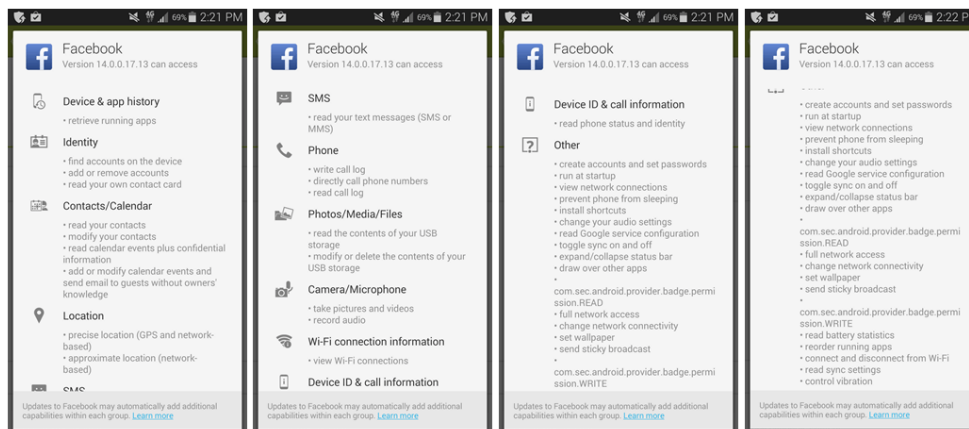 69% 2:21 PM
Facebook
Version 14.0.0.17.13 can access
Device & app history
• retrieve running apps
Identity
• find accounts on the device
• add or remove accounts
• read your own contact card
Contacts/Calendar
• read your contacts
• modify your contacts
• read calendar events plus confidential
information
• add or modify calendar events and
send email to guests without owners'
knowledge
Location
• precise location (GPS and network-
based)
• approximate location (network-
based)
SMS
Updates to Facebook may automatically add additional
capabilities within each group. Learn more
69% 2:21 PM
Facebook
Version 14.0.0.17.13 can access
SMS
• read your text messages (SMS or
MMS)
Phone
• write call log
• directly call phone numbers
• read call log
Photos/Media/Files
• read the contents of your USB
storage
• modify or delete the contents of your
USB storage
Camera/Microphone
• take pictures and videos
• record audio
Wi-Fi connection information
• view Wi-Fi connections
Device ID & call information
Updates to Facebook may automatically add additional
capabilities within each group. Learn more
69% 2:21 PM
Facebook
Version 14.0.0.17.13 can access
Device ID & call information
• read phone status and identity
Other
• create accounts and set passwords
• run at startup
• view network connections
• prevent phone from sleeping
• install shortcuts
• change your audio settings
• read Google service configuration
• toggle sync on and off
• expand/collapse status bar
• draw over other apps
•
com.sec.android.provider.badge.permi
ssion.READ
• full network access
• change network connectivity
• set wallpaper
• send sticky broadcast
•
com.sec.android.provider.badge.permi
ssion.WRITE
Updates to Facebook may automatically add additional
capabilities within each group. Learn more
69% 2:22 PM
Facebook
Version 14.0.0.17.13 can access
• create accounts and set passwords
• run at startup
• view network connections
• prevent phone from sleeping
• install shortcuts
• change your audio settings
• read Google service configuration
• toggle sync on and off
• expand/collapse status bar
• draw over other apps
•
com.sec.android.provider.badge.permi
ssion.READ
• full network access
• change network connectivity
• set wallpaper
• send sticky broadcast
•
com.sec.android.provider.badge.permi
ssion.WRITE
• read battery statistics
• reorder running apps
• connect and disconnect from Wi-Fi
• read sync settings
• control vibration
Updates to Facebook may automatically add additional
capabilities within each group. Learn more